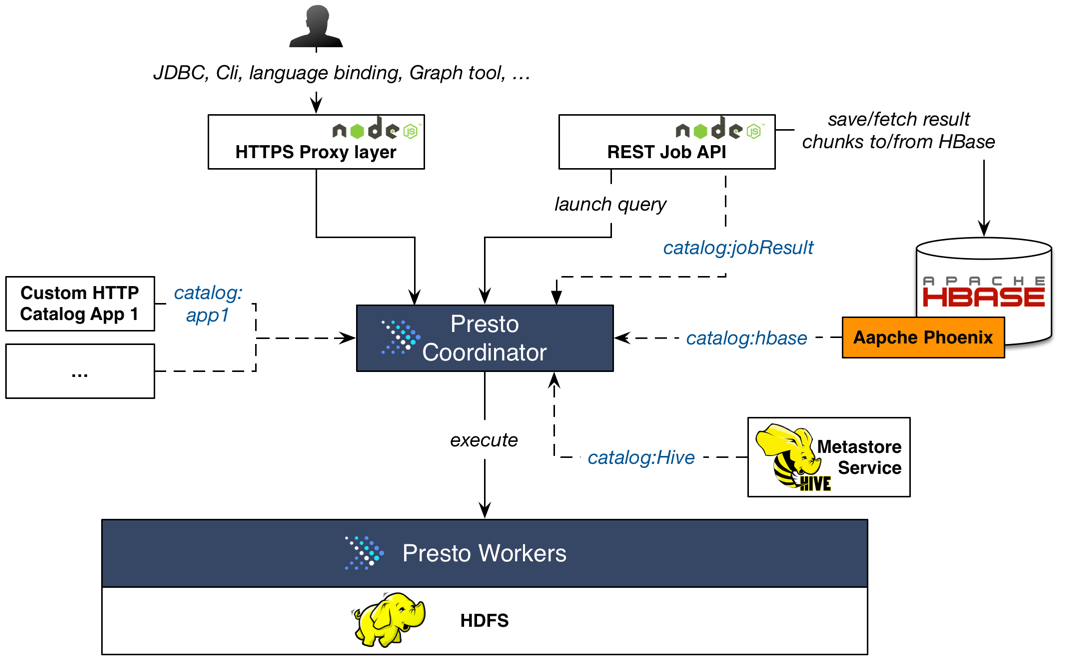 JDBC, Cli, language binding, Graph tool, ...
node JS
HTTPS Proxy layer
node JS
REST Job API
save/fetch result
chunks to/from HBase
launch query
catalog:jobResult
APACHE
HBASE
Custom HTTP
Catalog App 1
catalog:
app1
...
Presto
Coordinator
catalog:hbase
Aapche Phoenix
execute
catalog:Hive
HIVE
Metastore
Service
Presto Workers
HDFS